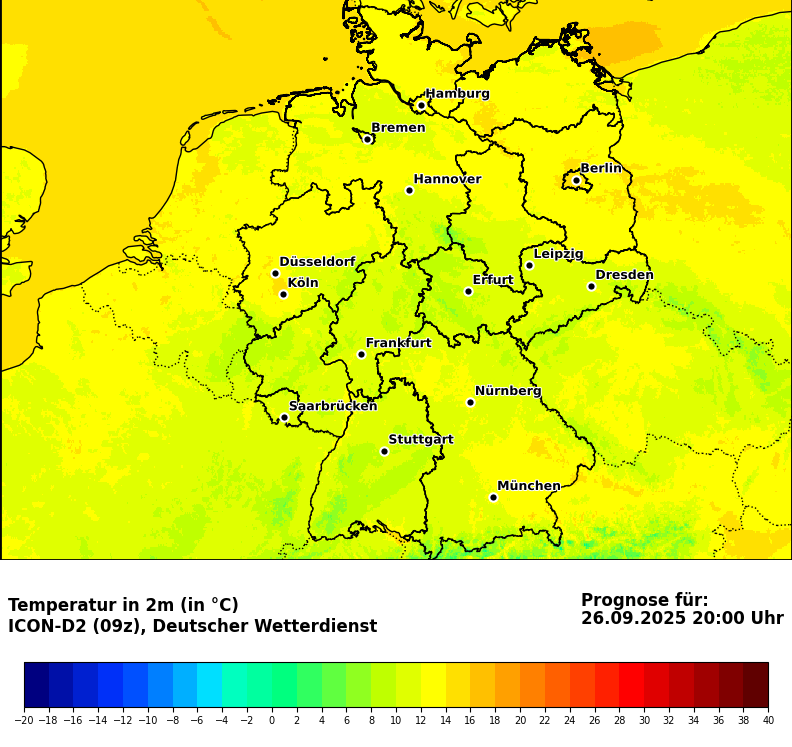 Hamburg
Bremen
Berlin
Hannover
Leipzig
Düsseldorf
Dresden
Köln
Erfurt
Frankfurt
Nürnberg
Saarbrücken
Stuttgart
München
Temperatur in 2m (in °C)
ICON-D2 (09z), Deutscher Wetterdienst
Prognose für:
26.09.2025 20:00 Uhr
−20 −18 −16 −14 −12 −10 −8 −6 −4 −2 0 2 4 6 8 10 12 14 16 18 20 22 24 26 28 30 32 34 36 38 40